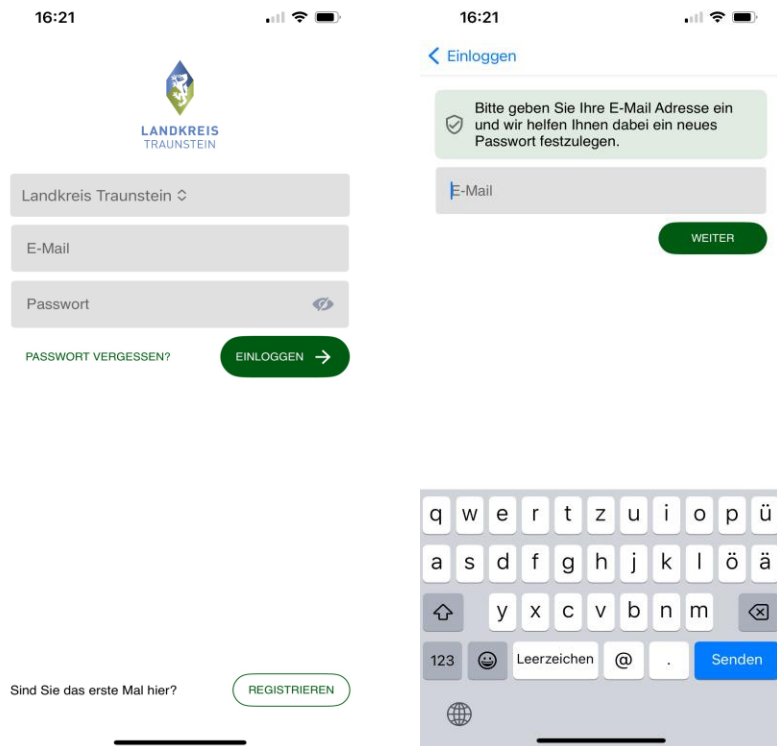 16:21
LANDKREIS
TRAUNSTEIN
Landkreis Traunstein
E-Mail
Passwort
PASSWORT VERGESSEN?
EINLOGGEN
Sind Sie das erste Mal hier?
REGISTRIEREN
16:21
Einloggen
Bitte geben Sie Ihre E-Mail Adresse ein
und wir helfen Ihnen dabei ein neues
Passwort festzulegen.
E-Mail
WEITER
q w e r t z u i o p ü
a s d f g h j k l ö ä
y x c v b n m
123 Leerzeichen @ . Senden